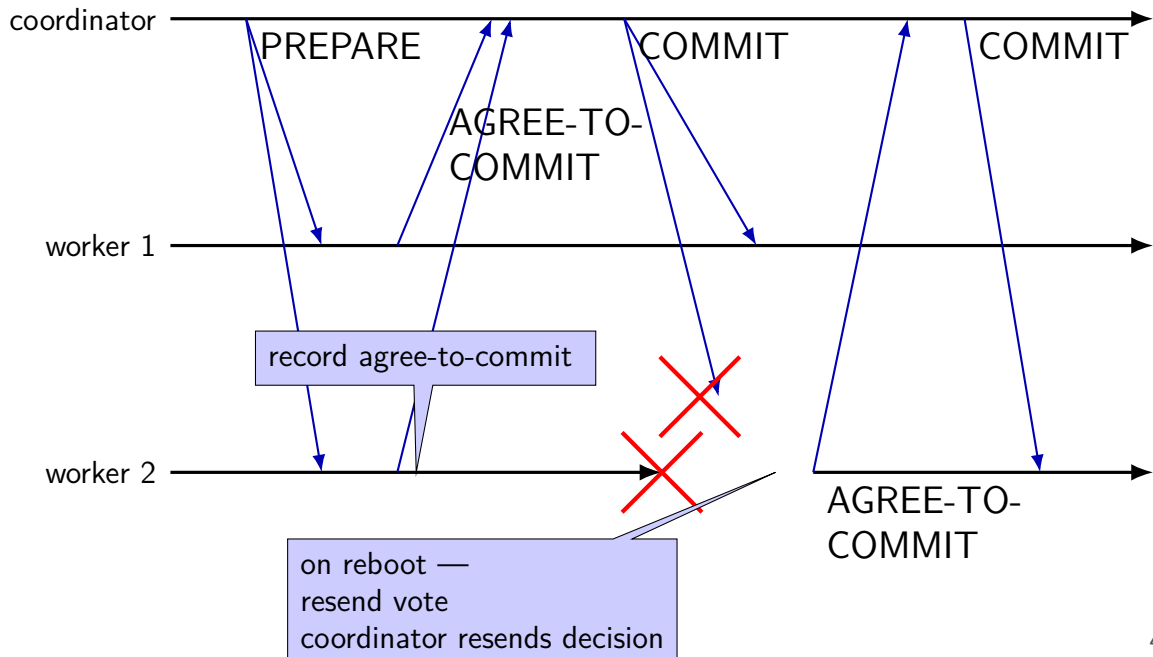 coordinator
PREPARE
COMMIT
COMMIT
AGREE-TO-
COMMIT
worker 1
record agree-to-commit
worker 2
AGREE-TO-
COMMIT
on reboot —
resend vote
coordinator resends decision